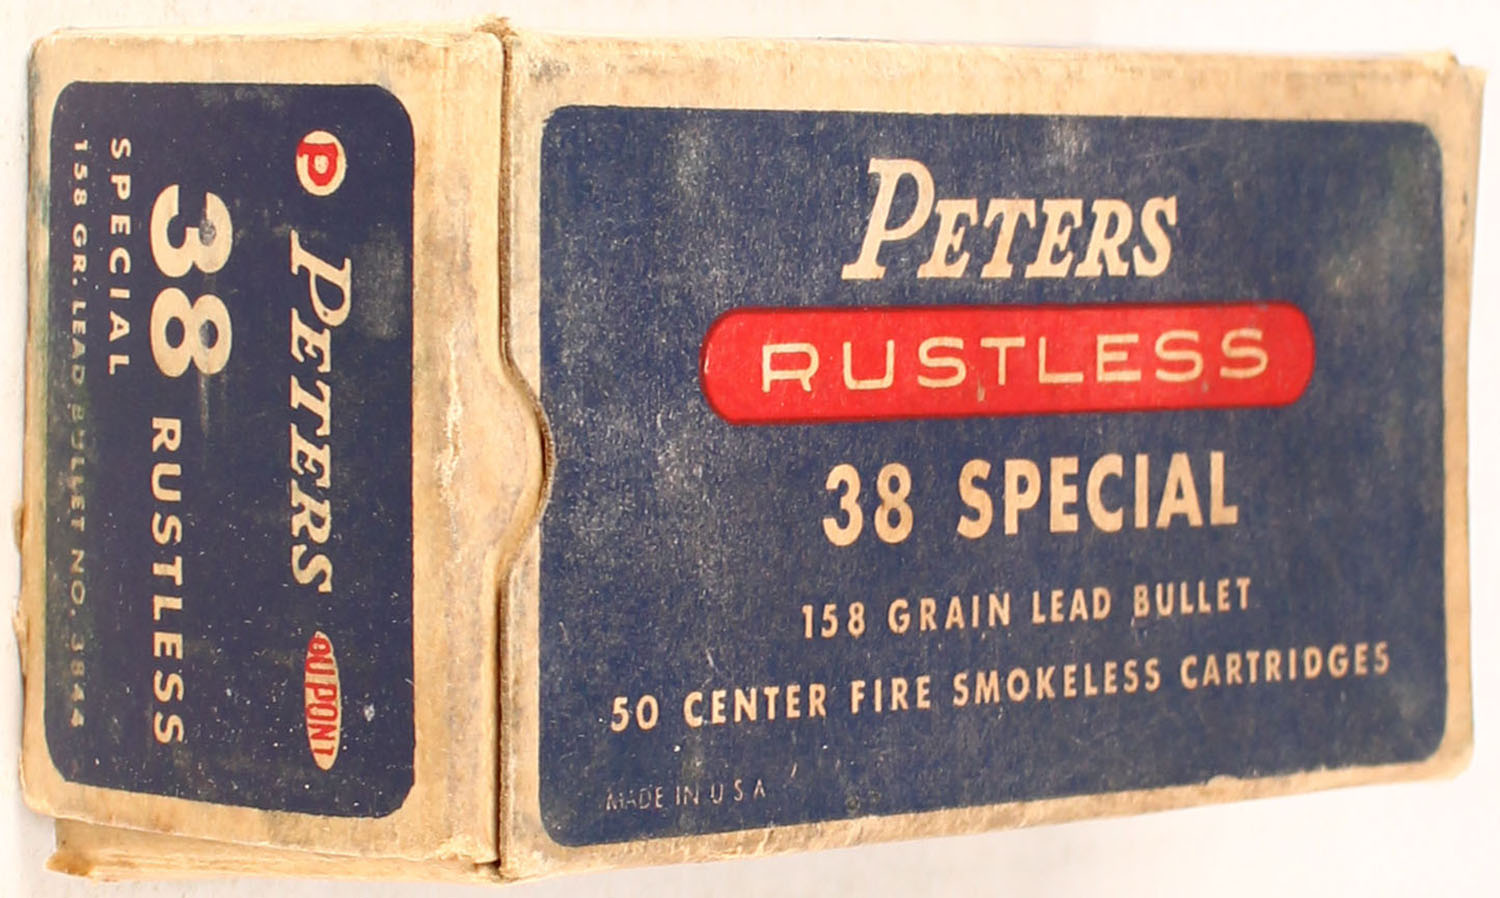 P PETERS DUPONT
38 RUSTLESS
SPECIAL
158 GR. LEAD BULLET NO. 3844
PETERS
RUSTLESS
38 SPECIAL
158 GRAIN LEAD BULLET
50 CENTER FIRE SMOKELESS CARTRIDGES
MADE IN U S A